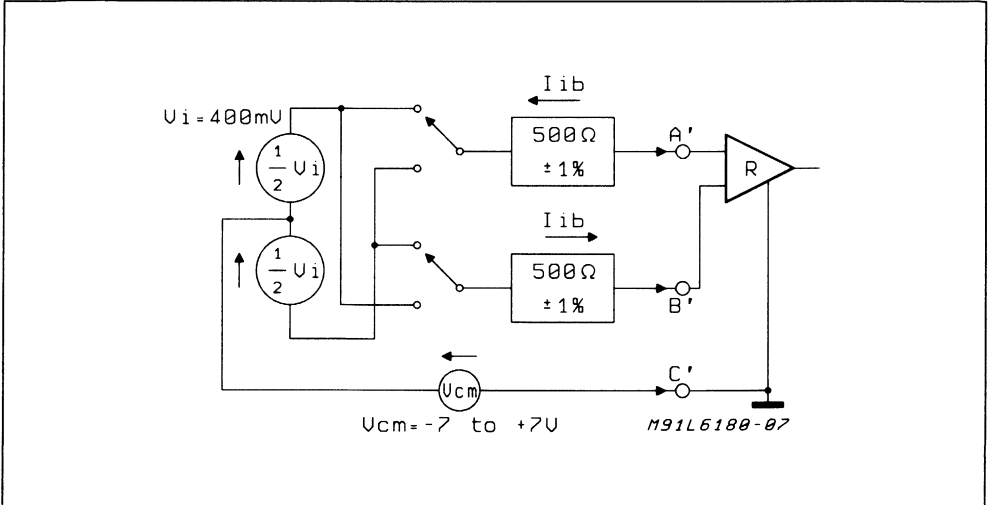 Iib
Vi=400mV
500Ω
±1%
A'
1
2
Vi
R
Iib
1
2
Vi
500Ω
±1%
B'
C'
Vcm
Vcm=-7 to +7V
M91L6180-07